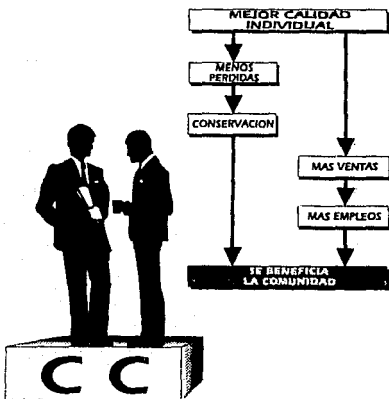 MEJOR CALIDAD
INDIVIDUAL
MENOS
PERDIDAS
CONSERVACION
MAS VENTAS
MAS EMPLEOS
SE BENEFICIA
LA COMUNIDAD
C C